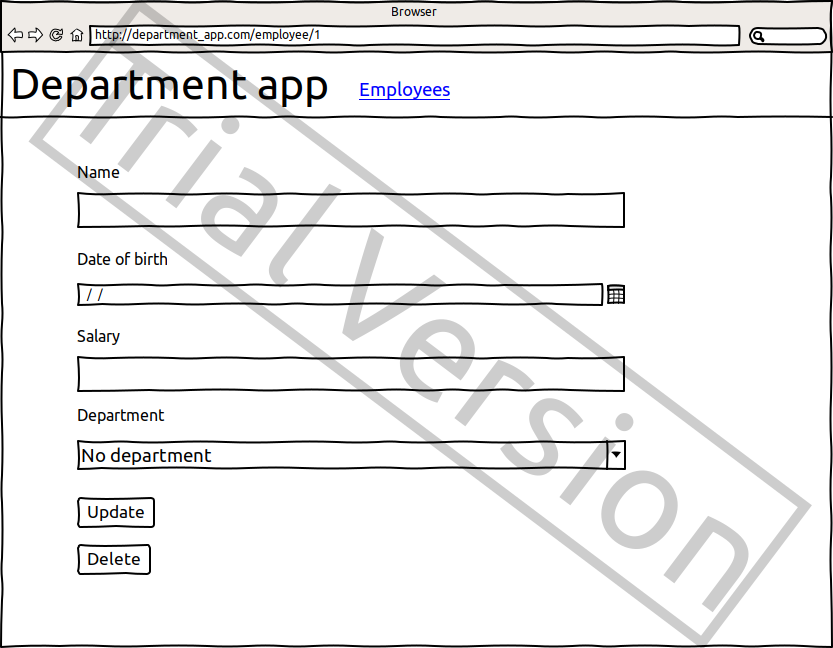 Browser
http://department_app.com/employee/1
Department app Employees
Name
Date of birth
/ /
Salary
Department
No department
Update
Delete
Trial Version